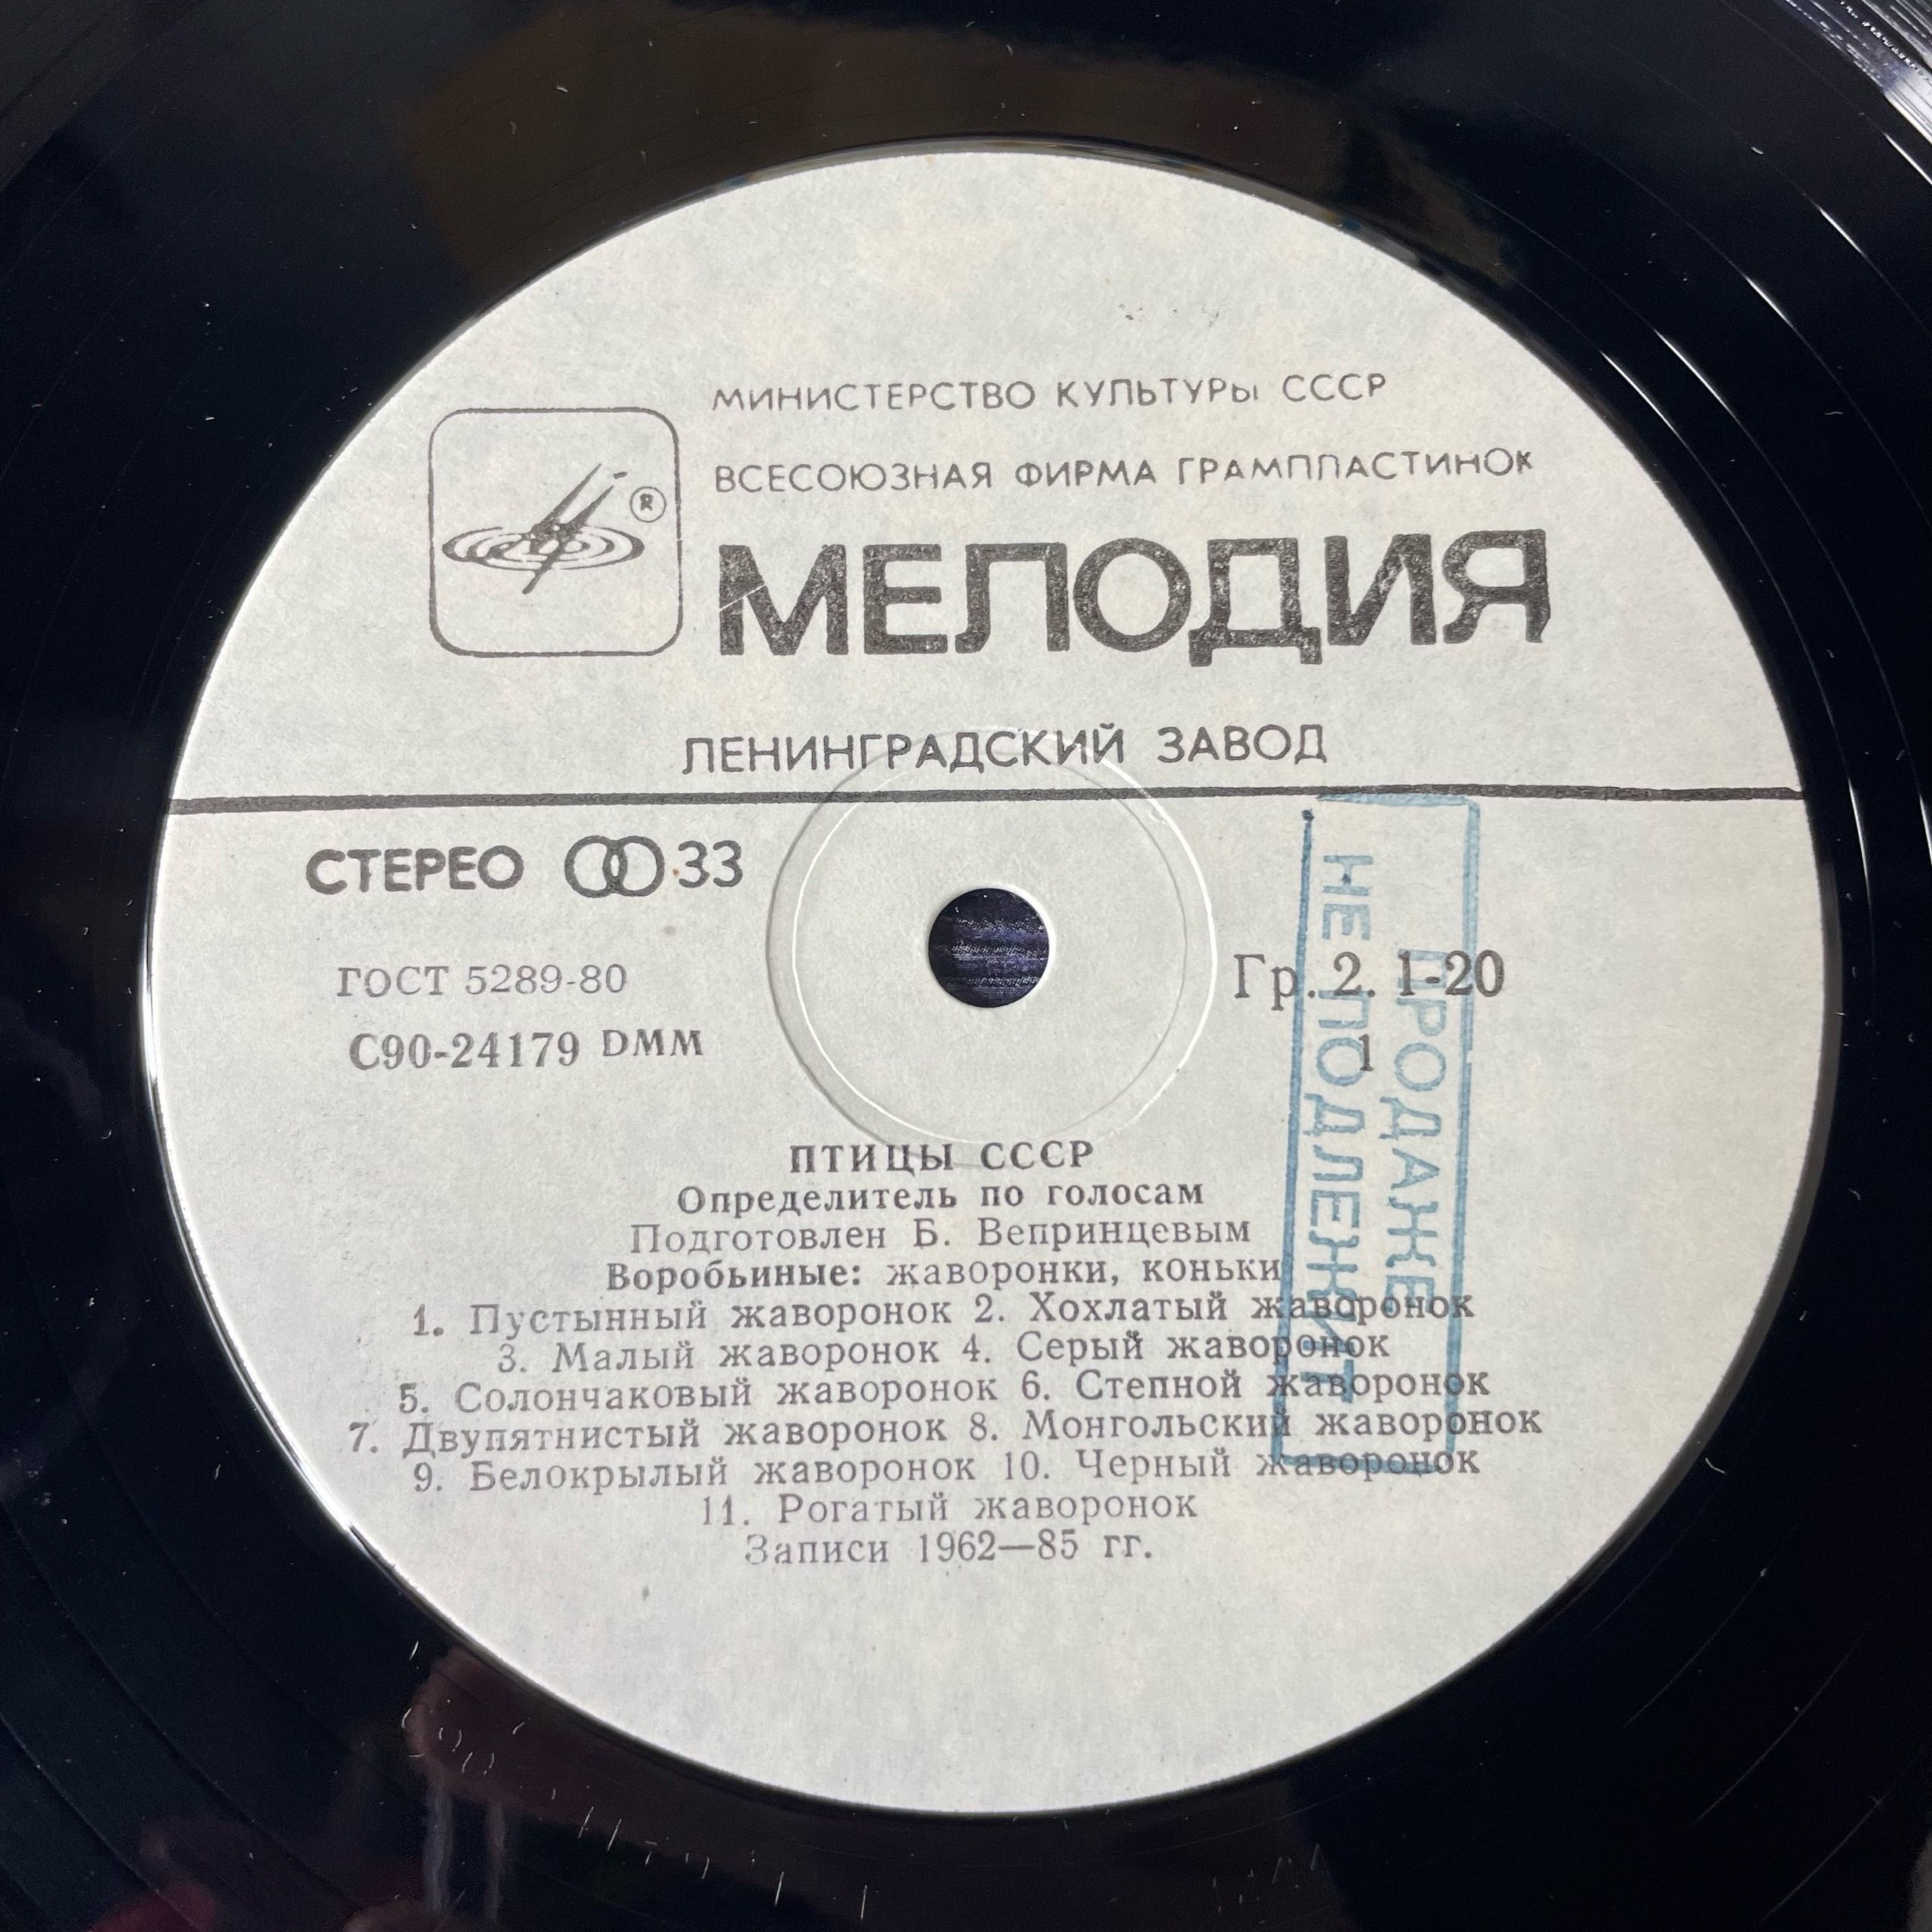 МИНИСТЕРСТВО КУЛЬТУРЫ СССР
ВСЕСОЮЗНАЯ ФИРМА ГРАМПЛАСТИНОК
®
МЕЛОДИЯ
ЛЕНИНГРАДСКИЙ ЗАВОД
СТЕРЕО 33
ГОСТ 5289-80
Гр. 2. 1-20
С90-24179 DMM
1
НЕ ПОДЛЕЖИТ
ПРОДАЖЕ
ПТИЦЫ СССР
Определитель по голосам
Подготовлен Б. Вепринцевым
Воробьиные: жаворонки, коньки
1. Пустынный жаворонок 2. Хохлатый жаворонок
3. Малый жаворонок 4. Серый жаворонок
5. Солончаковый жаворонок 6. Степной жаворонок
7. Двупятнистый жаворонок 8. Монгольский жаворонок
9. Белокрылый жаворонок 10. Черный жаворонок
11. Рогатый жаворонок
Записи 1962—85 гг.